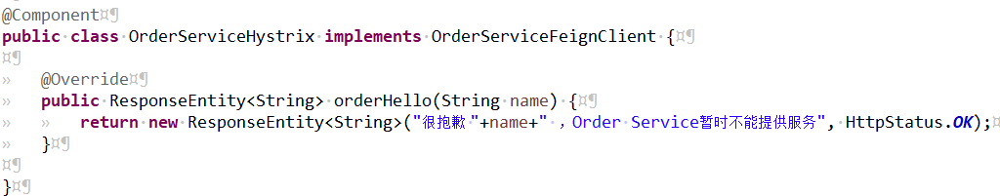 @Component
public class OrderServiceHystrix implements OrderServiceFeignClient {

@Override
public ResponseEntity<String> orderHello(String name) {
return new ResponseEntity<String>("很抱歉 "+name+" ，Order Service暂时不能提供服务", HttpStatus.OK);
}

}